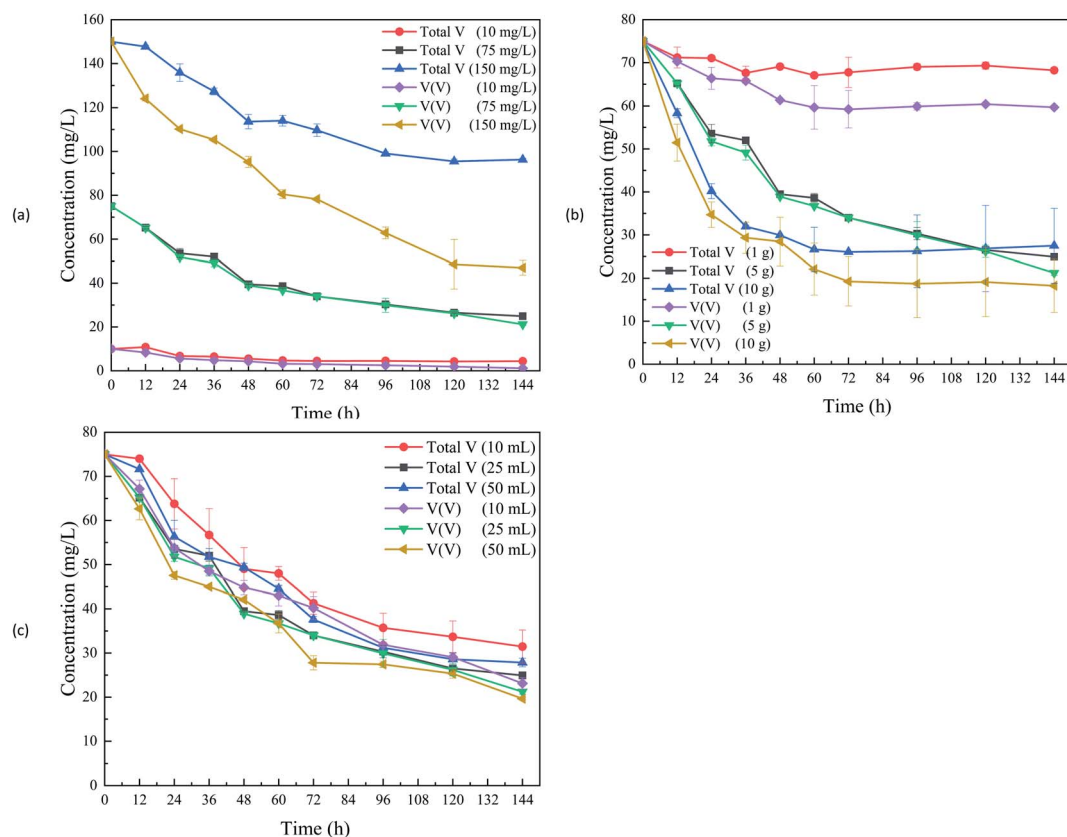 (a)
Concentration (mg/L)
160
140
120
100
80
60
40
20
0
Total V (10 mg/L)
Total V (75 mg/L)
Total V (150 mg/L)
V(V) (10 mg/L)
V(V) (75 mg/L)
V(V) (150 mg/L)
0 12 24 36 48 60 72 84 96 108 120 132 144
Time (h)
(b)
Concentration (mg/L)
80
70
60
50
40
30
20
10
0
Total V (1 g)
Total V (5 g)
Total V (10 g)
V(V) (1 g)
V(V) (5 g)
V(V) (10 g)
0 12 24 36 48 60 72 84 96 108 120 132 144
Time (h)
(c)
Concentration (mg/L)
80
70
60
50
40
30
20
10
0
Total V (10 mL)
Total V (25 mL)
Total V (50 mL)
V(V) (10 mL)
V(V) (25 mL)
V(V) (50 mL)
0 12 24 36 48 60 72 84 96 108 120 132 144
Time (h)